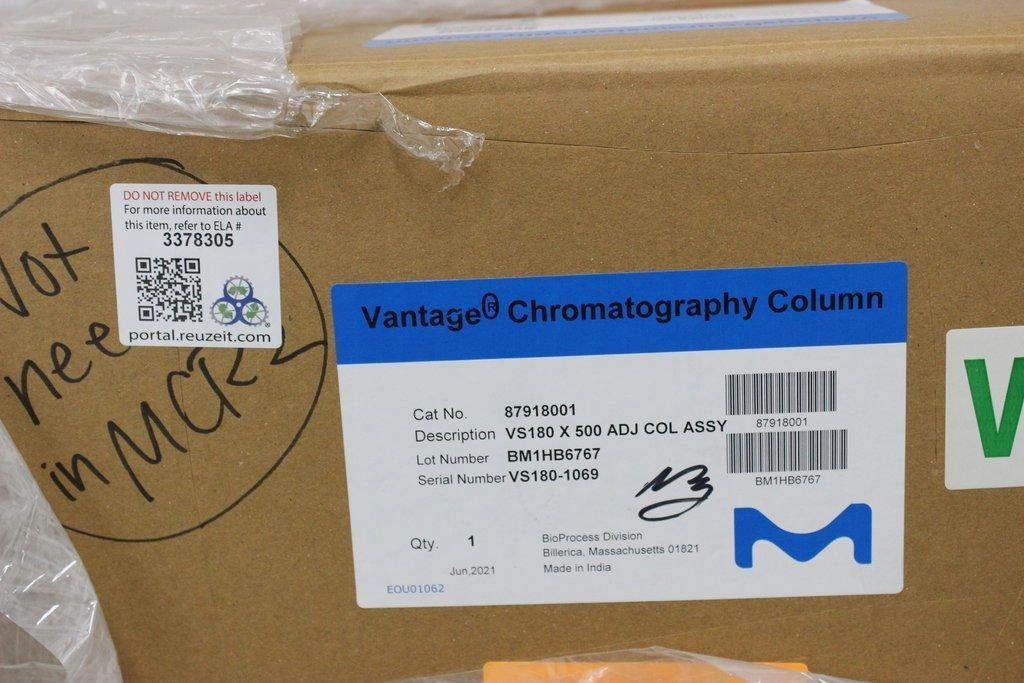 DO NOT REMOVE this label
For more information about
this item, refer to ELA #
3378305
portal.reuzeit.com
Not
nee
in MCK
Vantage® Chromatography Column
Cat No. 87918001
Description VS180 X 500 ADJ COL ASSY
Lot Number BM1HB6767
Serial Number VS180-1069
87918001
BM1HB6767
Qty. 1
Jun,2021
EOU01062
BioProcess Division
Billerica, Massachusetts 01821
Made in India